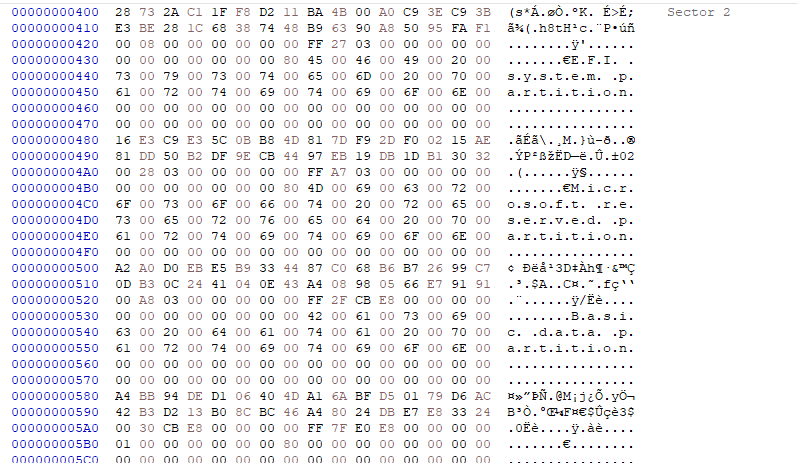 00000000400 28 73 2A C1 1F F8 D2 11 BA 4B 00 A0 C9 3E C9 3B (s*Á.øÒ.ºK. É>É; Sector 2
00000000410 E3 BE 28 1C 68 38 74 48 B9 63 90 A8 50 95 FA F1 ã¾(.h8tH¹c.¨P•úñ
00000000420 00 08 00 00 00 00 00 00 FF 27 03 00 00 00 00 00 ........ÿ'......
00000000430 00 00 00 00 00 00 00 80 45 00 46 00 49 00 20 00 .......€E.F.I. .
00000000440 73 00 79 00 73 00 74 00 65 00 6D 00 20 00 70 00 s.y.s.t.e.m. .p.
00000000450 61 00 72 00 74 00 69 00 74 00 69 00 6F 00 6E 00 a.r.t.i.t.i.o.n.
00000000460 00 00 00 00 00 00 00 00 00 00 00 00 00 00 00 00 ................
00000000470 00 00 00 00 00 00 00 00 00 00 00 00 00 00 00 00 ................
00000000480 16 E3 C9 E3 5C 0B B8 4D 81 7D F9 2D F0 02 15 AE .ãÉã\.¸M.}ù-ð..®
00000000490 81 DD 50 B2 DF 9E CB 44 97 EB 19 DB 1D B1 30 32 .ÝP²ßžËD—ë.Û.±02
000000004A0 00 28 03 00 00 00 00 00 FF A7 03 00 00 00 00 00 .(......ÿ§......
000000004B0 00 00 00 00 00 00 00 80 4D 00 69 00 63 00 72 00 .......€M.i.c.r.
000000004C0 6F 00 73 00 6F 00 66 00 74 00 20 00 72 00 65 00 o.s.o.f.t. .r.e.
000000004D0 73 00 65 00 72 00 76 00 65 00 64 00 20 00 70 00 s.e.r.v.e.d. .p.
000000004E0 61 00 72 00 74 00 69 00 74 00 69 00 6F 00 6E 00 a.r.t.i.t.i.o.n.
000000004F0 00 00 00 00 00 00 00 00 00 00 00 00 00 00 00 00 ................
00000000500 A2 A0 D0 EB E5 B9 33 44 87 C0 68 B6 B7 26 99 C7 ¢ Ðëå¹3D‡Àh¶·&™Ç
00000000510 0D B3 0C 24 41 04 0E 43 A4 08 98 05 66 E7 91 91 .³.$A..C¤.˜.fç‘‘
00000000520 00 A8 03 00 00 00 00 00 FF 2F CB E8 00 00 00 00 .¨......ÿ/Ëè....
00000000530 00 00 00 00 00 00 00 00 42 00 61 00 73 00 69 00 ........B.a.s.i.
00000000540 63 00 20 00 64 00 61 00 74 00 61 00 20 00 70 00 c. .d.a.t.a. .p.
00000000550 61 00 72 00 74 00 69 00 74 00 69 00 6F 00 6E 00 a.r.t.i.t.i.o.n.
00000000560 00 00 00 00 00 00 00 00 00 00 00 00 00 00 00 00 ................
00000000570 00 00 00 00 00 00 00 00 00 00 00 00 00 00 00 00 ................
00000000580 A4 BB 94 DE D1 06 40 4D A1 6A BF D5 01 79 D6 AC ¤»”ÞÑ.@M¡j¿Õ.yÖ¬
00000000590 42 B3 D2 13 B0 8C BC 46 A4 80 24 DB E7 E8 33 24 B³Ò.°Œ¼F¤€$Ûçè3$
000000005A0 00 30 CB E8 00 00 00 00 FF 7F E0 E8 00 00 00 00 .0Ëè....ÿ.àè....
000000005B0 01 00 00 00 00 00 00 80 00 00 00 00 00 00 00 00 .......€........
000000005C0 00 00 00 00 00 00 00 00 00 00 00 00 00 00 00 00 ................